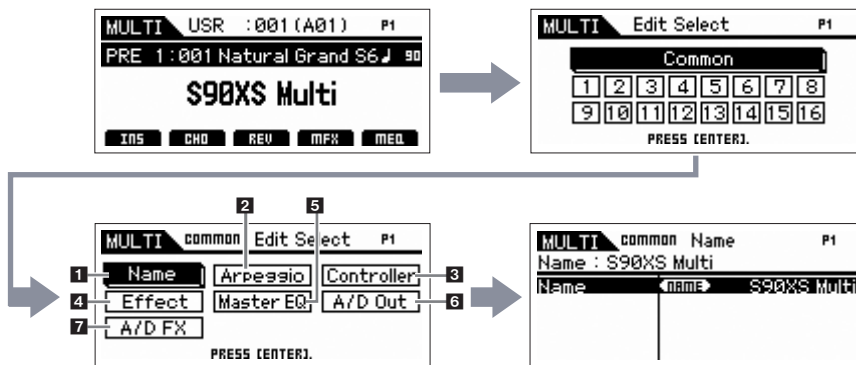 MULTI USR :001(A01) P1
PRE 1:001 Natural Grand S6♩ 90
S90XS Multi
INS CHO REV MFX MEQ
MULTI Edit Select P1
Common
1 2 3 4 5 6 7 8
9 10 11 12 13 14 15 16
PRESS [ENTER].
2 5
MULTI common Edit Select P1
1 Name Arpeggio Controller 3
4 Effect Master EQ A/D Out 6
7 A/D FX
PRESS [ENTER].
MULTI common Name P1
Name : S90XS Multi
Name NAME S90XS Multi